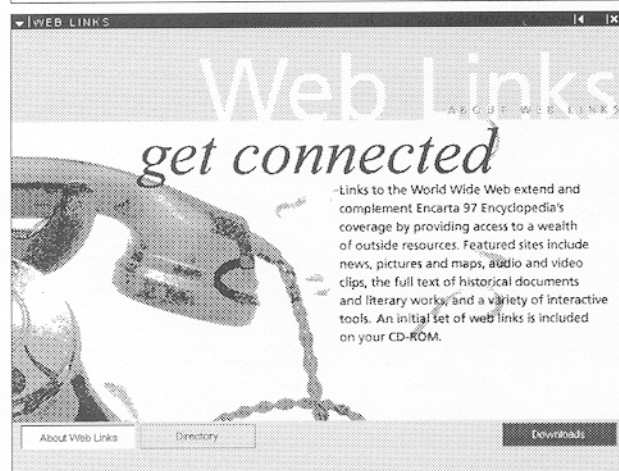 WEB LINKS
Web Links
ABOUT WEB LINKS
get connected
Links to the World Wide Web extend and
complement Encarta 97 Encyclopedia's
coverage by providing access to a wealth
of outside resources. Featured sites include
news, pictures and maps, audio and video
clips, the full text of historical documents
and literary works, and a variety of interactive
tools. An initial set of web links is included
on your CD-ROM.
About Web Links
Directory
Downloads